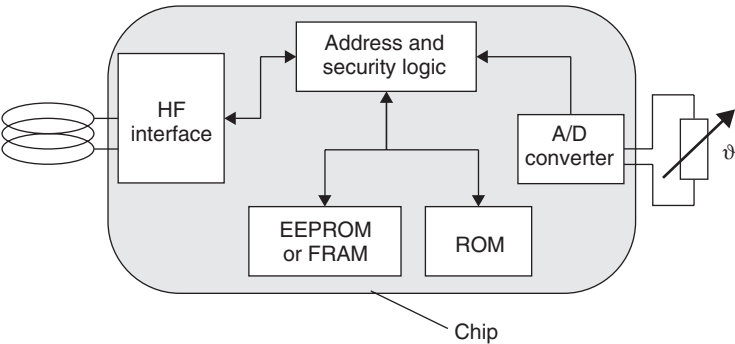 Address and
security logic
HF
interface
A/D
converter
ϑ
EEPROM
or FRAM
ROM
Chip